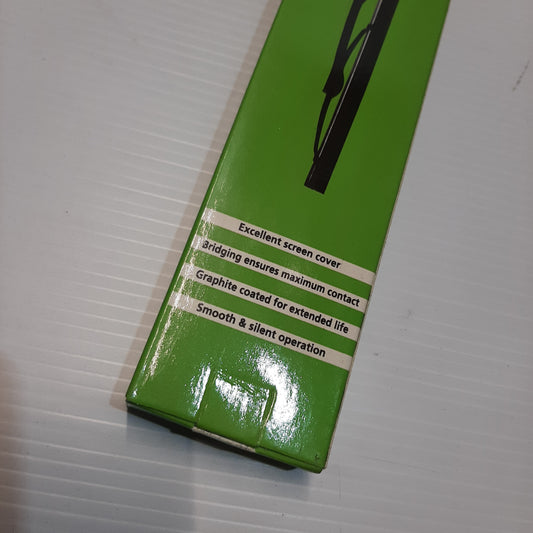 Excellent screen cover
Bridging ensures maximum contact
Graphite coated for extended life
Smooth & silent operation